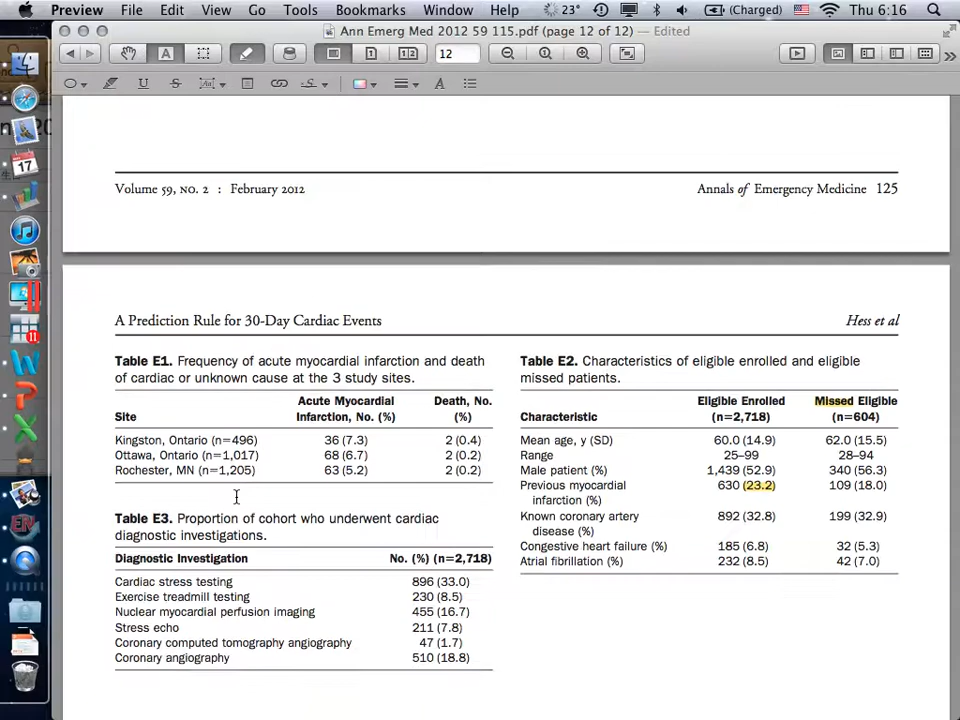 Preview File Edit View Go Tools Bookmarks Window Help 23° (Charged) Thu 6:16
Ann Emerg Med 2012 59 115.pdf (page 12 of 12) — Edited
12
Volume 59, NO. 2 : February 2012
Annals of Emergency Medicine 125
A Prediction Rule for 30-Day Cardiac Events
Hess et al
Table E1. Frequency of acute myocardial infarction and death
of cardiac or unknown cause at the 3 study sites.
Acute Myocardial Death, No.
Site Infarction, No. (%) (%)
Kingston, Ontario (n=496) 36 (7.3) 2 (0.4)
Ottawa, Ontario (n=1,017) 68 (6.7) 2 (0.2)
Rochester, MN (n=1,205) 63 (5.2) 2 (0.2)
Table E3. Proportion of cohort who underwent cardiac
diagnostic investigations.
Diagnostic Investigation No. (%) (n=2,718)
Cardiac stress testing 896 (33.0)
Exercise treadmill testing 230 (8.5)
Nuclear myocardial perfusion imaging 455 (16.7)
Stress echo 211 (7.8)
Coronary computed tomography angiography 47 (1.7)
Coronary angiography 510 (18.8)
Table E2. Characteristics of eligible enrolled and eligible
missed patients.
Eligible Enrolled Missed Eligible
Characteristic (n=2,718) (n=604)
Mean age, y (SD) 60.0 (14.9) 62.0 (15.5)
Range 25–99 28–94
Male patient (%) 1,439 (52.9) 340 (56.3)
Previous myocardial 630 (23.2) 109 (18.0)
infarction (%)
Known coronary artery 892 (32.8) 199 (32.9)
disease (%)
Congestive heart failure (%) 185 (6.8) 32 (5.3)
Atrial fibrillation (%) 232 (8.5) 42 (7.0)
17
11